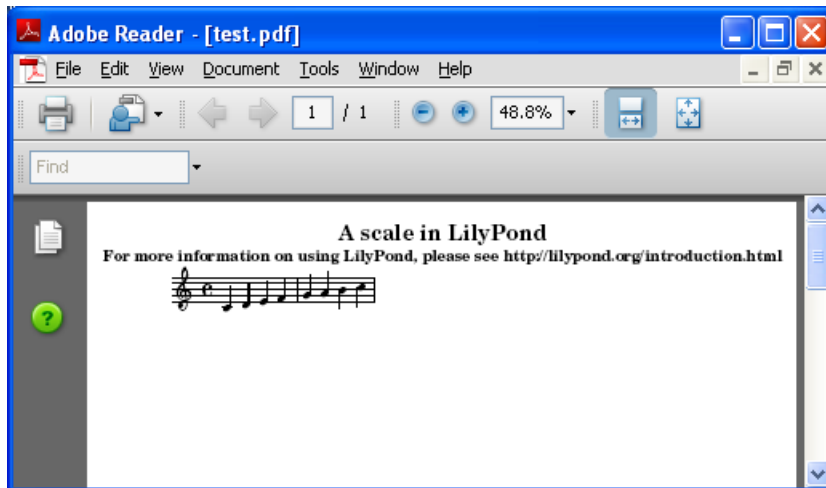 Adobe Reader - [test.pdf]
File Edit View Document Tools Window Help
1 / 1 48.8%
Find
A scale in LilyPond
For more information on using LilyPond, please see http://lilypond.org/introduction.html